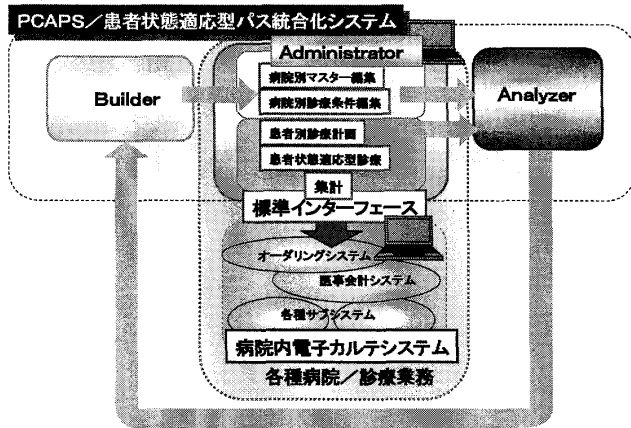 PCAPS／患者状態適応型パス統合化システム
Administrator
病院別マスター編集
Builder
病院別診療条件編集
Analyzer
患者別診療計画
患者状態適応型診療
集計
標準インターフェース
オーダリングシステム
医事会計システム
各種サブシステム
病院内電子カルテシステム
各種病院／診療業務